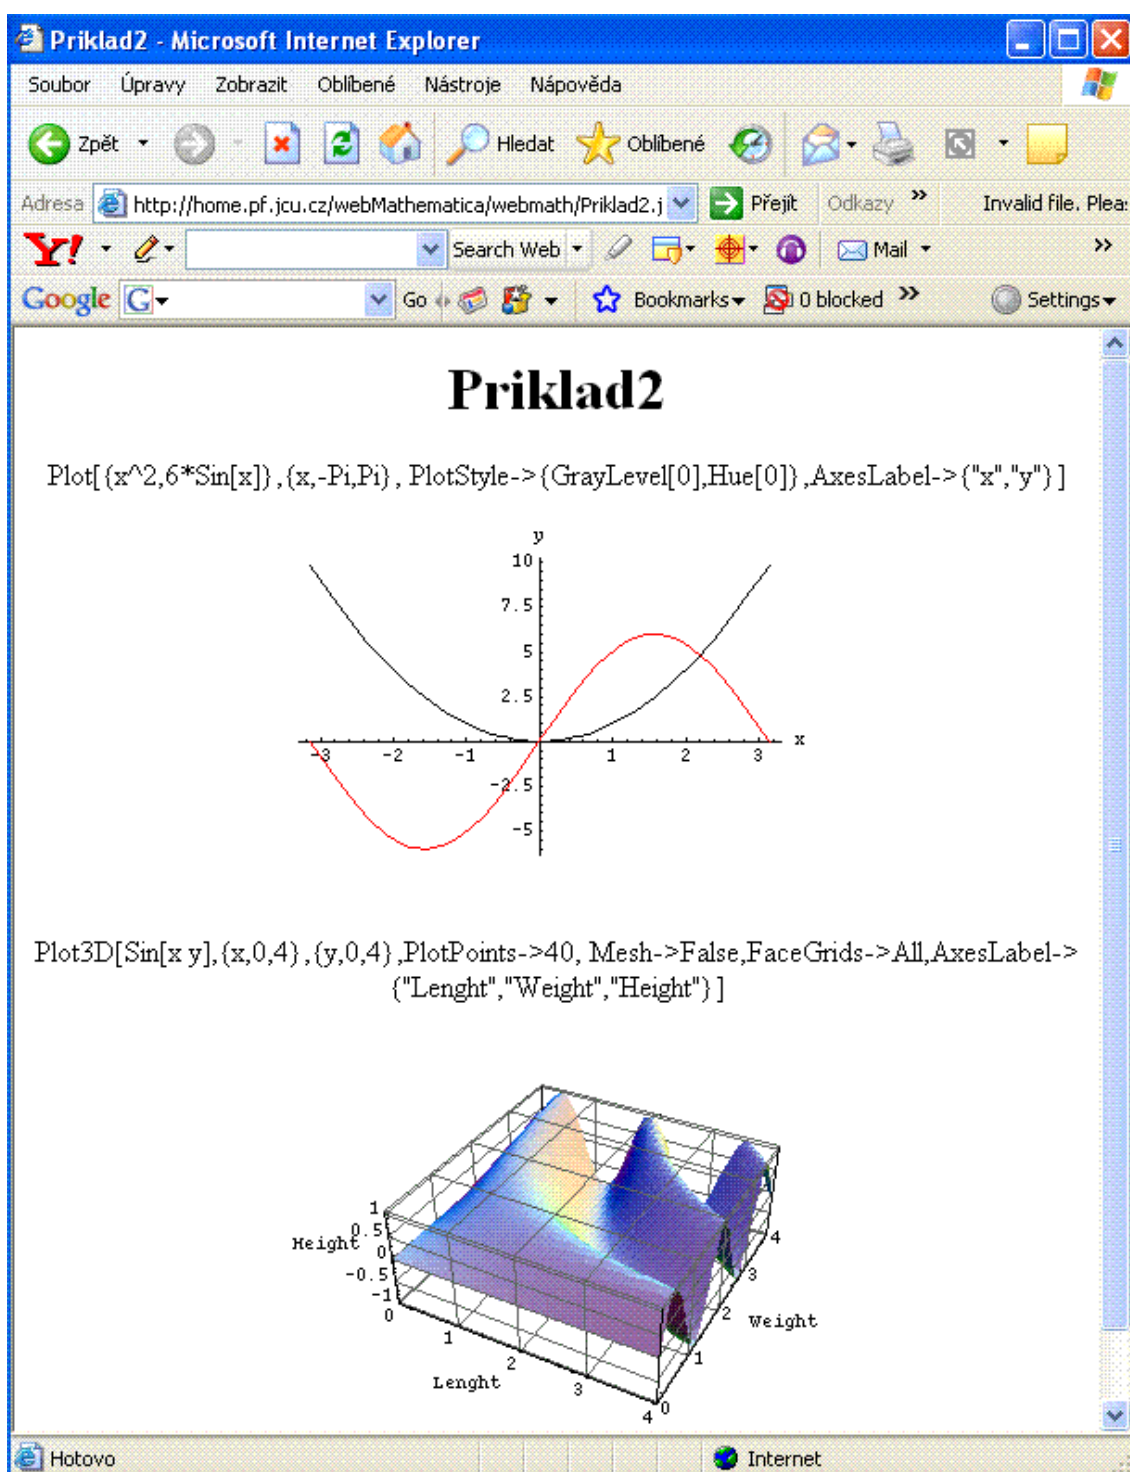 Priklad2 - Microsoft Internet Explorer
Soubor Úpravy Zobrazit Oblíbené Nástroje Nápověda
Zpět Hledat Oblíbené
Adresa http://home.pf.jcu.cz/webMathematica/webmath/Priklad2.j Přejít Odkazy » Invalid file. Plea:
Y! Search Web Mail »
Google G Go Bookmarks 0 blocked » Settings
Priklad2
Plot[{x^2,6*Sin[x]},{x,-Pi,Pi}, PlotStyle->{GrayLevel[0],Hue[0]},AxesLabel->{"x","y"}]
y
10
7.5
5
2.5
-3 -2 -1 1 2 3 x
-2.5
-5
Plot3D[Sin[x y],{x,0,4},{y,0,4},PlotPoints->40, Mesh->False,FaceGrids->All,AxesLabel->
{"Lenght","Weight","Height"}]
1
0.5
Height 0
-0.5
-1
0 1 2 3 4
Lenght
0 1 2 3 4
Weight
Hotovo Internet